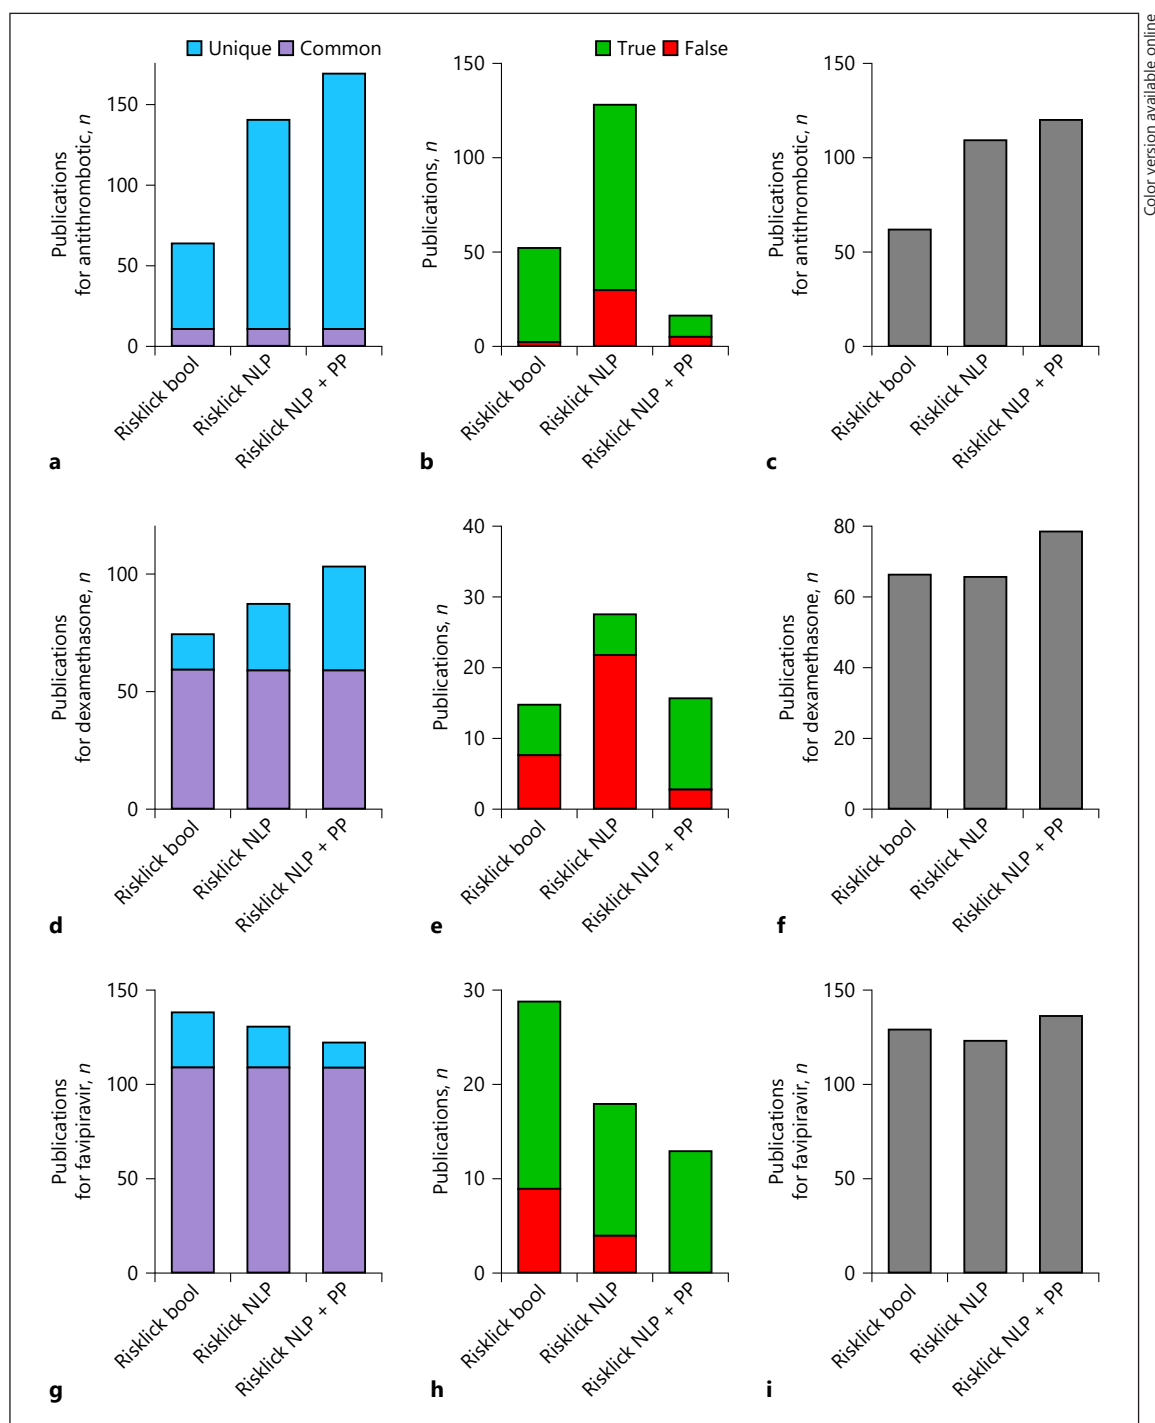 Unique Common
Publications
for antithrombotic, n
150
100
50
0
Risklick bool
Risklick NLP
Risklick NLP + PP
a
True False
Publications, n
150
100
50
0
Risklick bool
Risklick NLP
Risklick NLP + PP
b
Publications
for antithrombotic, n
150
100
50
0
Risklick bool
Risklick NLP
Risklick NLP + PP
c
Color version available online
Publications
for dexamethasone, n
100
50
0
Risklick bool
Risklick NLP
Risklick NLP + PP
d
Publications, n
40
30
20
10
0
Risklick bool
Risklick NLP
Risklick NLP + PP
e
Publications
for dexamethasone, n
80
60
40
20
0
Risklick bool
Risklick NLP
Risklick NLP + PP
f
Publications
for favipiravir, n
150
100
50
0
Risklick bool
Risklick NLP
Risklick NLP + PP
g
Publications, n
30
20
10
0
Risklick bool
Risklick NLP
Risklick NLP + PP
h
Publications
for favipiravir, n
150
100
50
0
Risklick bool
Risklick NLP
Risklick NLP + PP
i